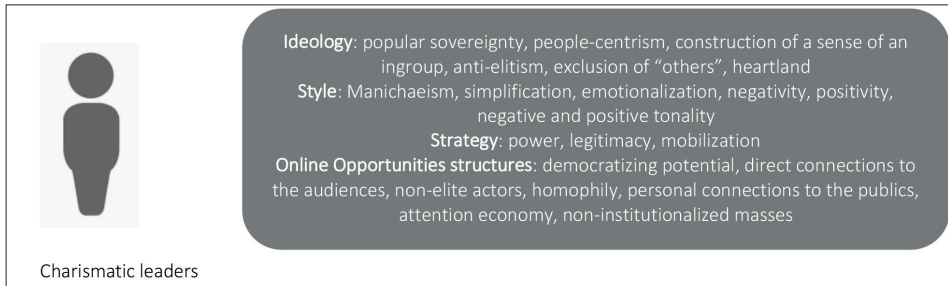 Ideology: popular sovereignty, people-centrism, construction of a sense of an
ingroup, anti-elitism, exclusion of “others”, heartland
Style: Manichaeism, simplification, emotionalization, negativity, positivity,
negative and positive tonality
Strategy: power, legitimacy, mobilization
Online Opportunities structures: democratizing potential, direct connections to
the audiences, non-elite actors, homophily, personal connections to the publics,
attention economy, non-institutionalized masses
Charismatic leaders